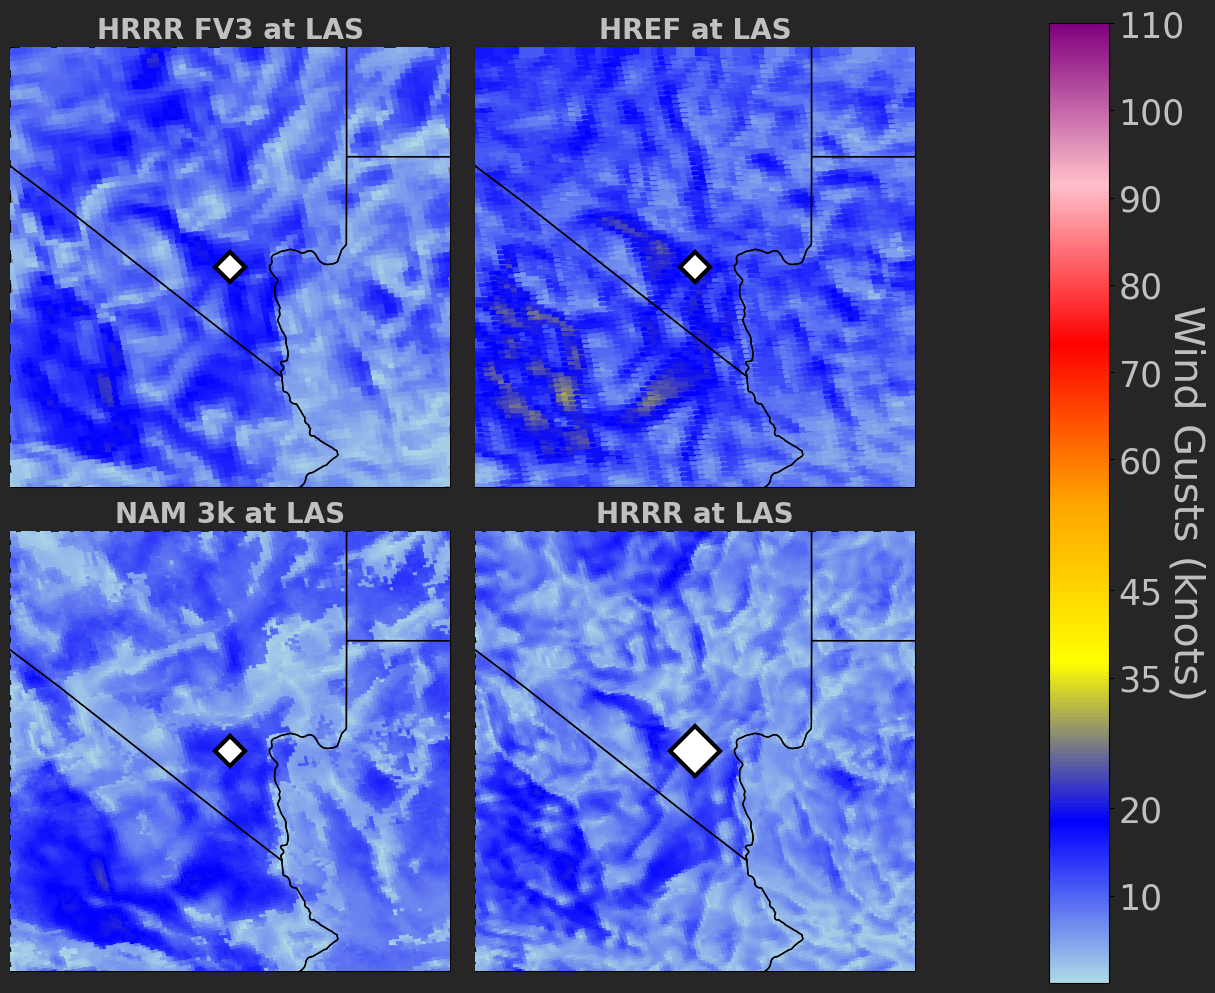 HRRR FV3 at LAS
HREF at LAS
NAM 3k at LAS
HRRR at LAS
110
100
90
80
70
60
45
35
20
10
Wind Gusts (knots)